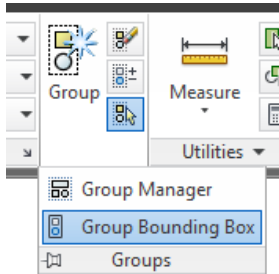 Group
Measure
Utilities
Group Manager
Group Bounding Box
Groups